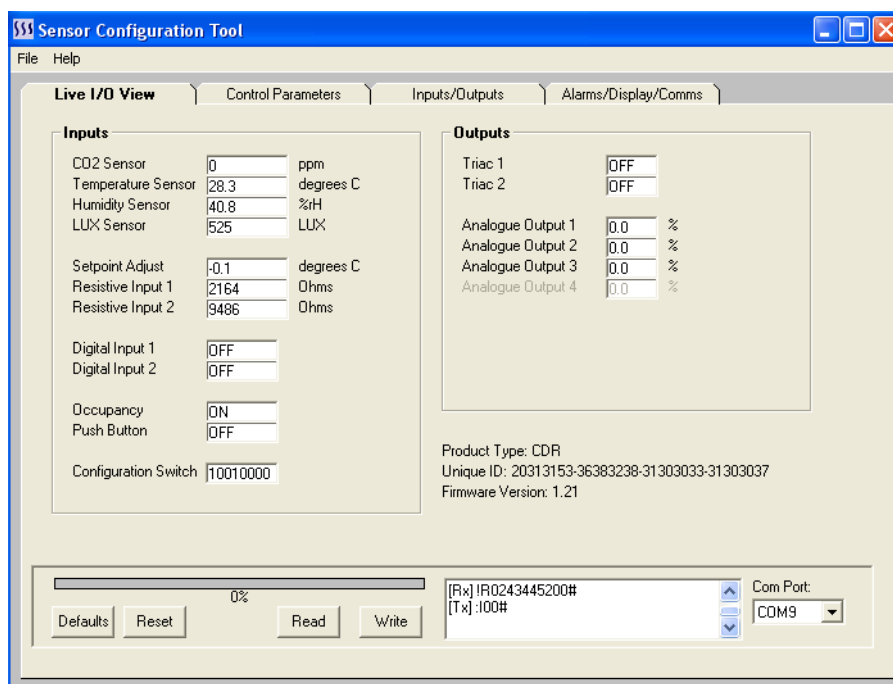 Sensor Configuration Tool
File Help
Live I/O View Control Parameters Inputs/Outputs Alarms/Display/Comms
Inputs
CO2 Sensor 0 ppm
Temperature Sensor 28.3 degrees C
Humidity Sensor 40.8 %rH
LUX Sensor 525 LUX
Setpoint Adjust -0.1 degrees C
Resistive Input 1 2164 Ohms
Resistive Input 2 9486 Ohms
Digital Input 1 OFF
Digital Input 2 OFF
Occupancy ON
Push Button OFF
Configuration Switch 10010000
Outputs
Triac 1 OFF
Triac 2 OFF
Analogue Output 1 0.0 %
Analogue Output 2 0.0 %
Analogue Output 3 0.0 %
Analogue Output 4 0.0 %
Product Type: CDR
Unique ID: 20313153-36383238-31303033-31303037
Firmware Version: 1.21
0%
Defaults Reset Read Write
[Rx] !R0243445200#
[Tx] :I00#
Com Port:
COM9